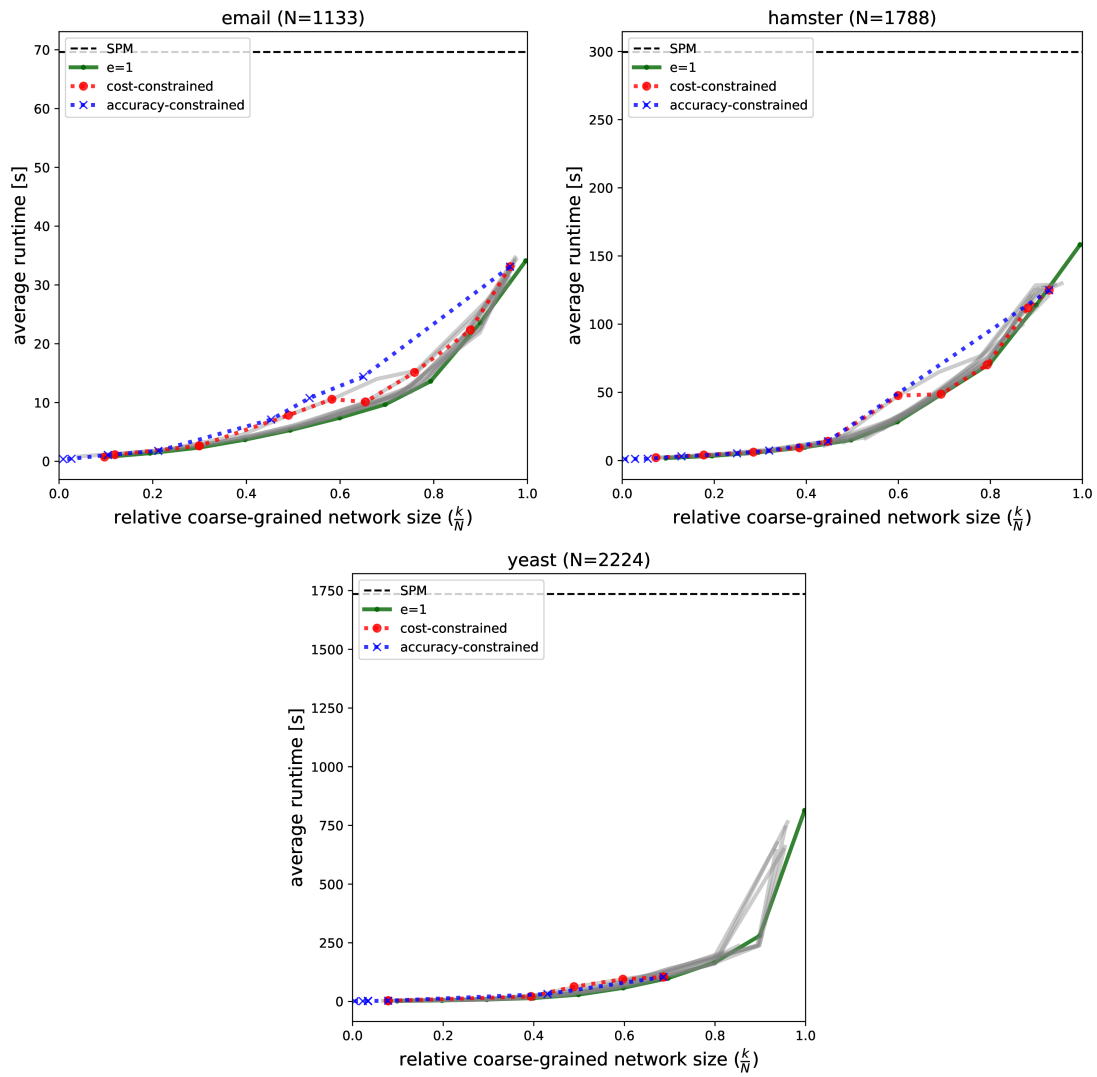 email (N=1133)
70
60
50
40
30
20
10
0
average runtime [s]
SPM
e=1
cost-constrained
accuracy-constrained
0.0 0.2 0.4 0.6 0.8 1.0
relative coarse-grained network size (k/N)
hamster (N=1788)
300
250
200
150
100
50
0
average runtime [s]
SPM
e=1
cost-constrained
accuracy-constrained
0.0 0.2 0.4 0.6 0.8 1.0
relative coarse-grained network size (k/N)
yeast (N=2224)
1750
1500
1250
1000
750
500
250
0
average runtime [s]
SPM
e=1
cost-constrained
accuracy-constrained
0.0 0.2 0.4 0.6 0.8 1.0
relative coarse-grained network size (k/N)